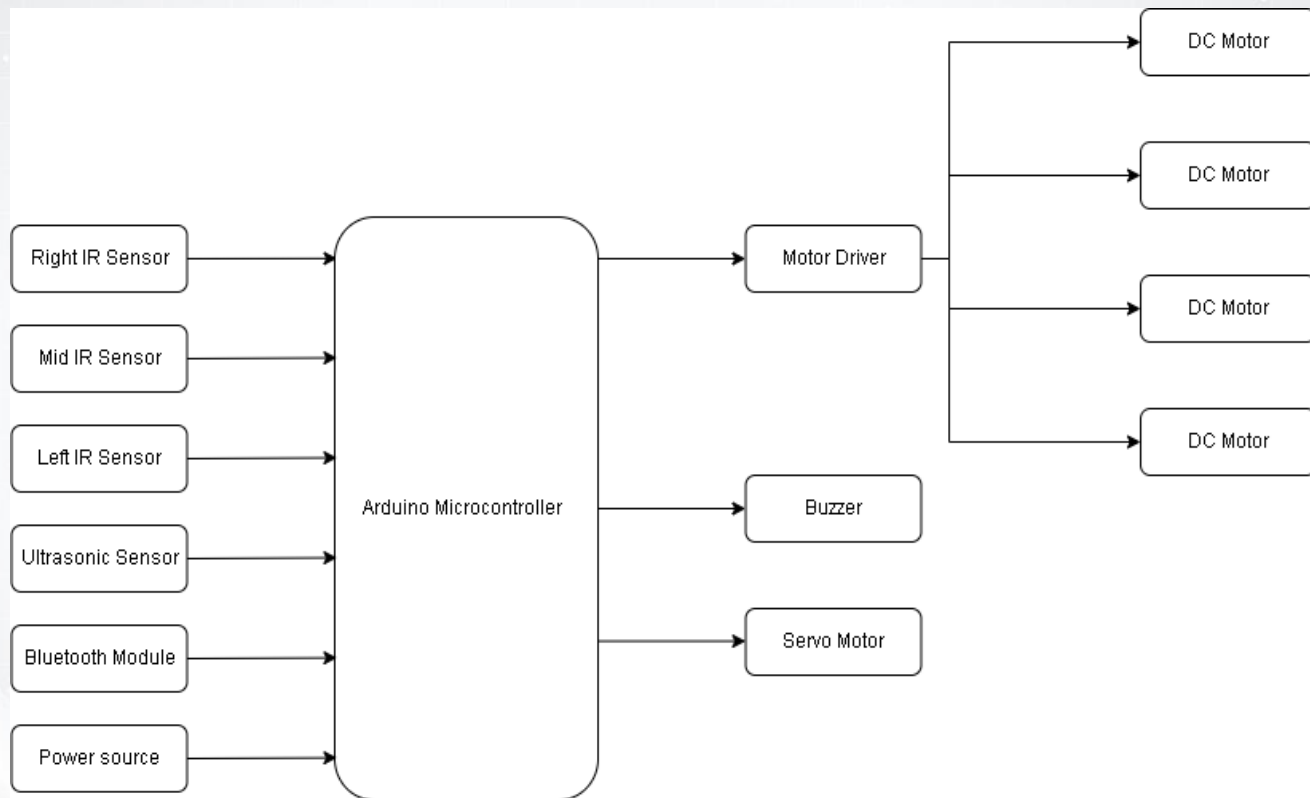 DC Motor
DC Motor
Right IR Sensor
Motor Driver
DC Motor
Mid IR Sensor
DC Motor
Left IR Sensor
Arduino Microcontroller
Buzzer
Ultrasonic Sensor
Servo Motor
Bluetooth Module
Power source